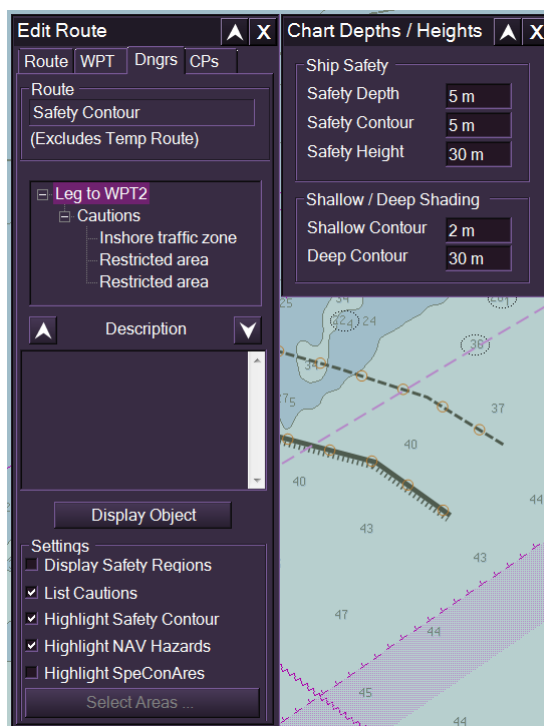 Edit Route
X
Route
WPT
Dngrs
CPs
Route
Safety Contour
(Excludes Temp Route)
Leg to WPT2
Cautions
Inshore traffic zone
Restricted area
Restricted area
Description
Display Object
Settings
Display Safety Regions
List Cautions
Highlight Safety Contour
Highlight NAV Hazards
Highlight SpeConAres
Select Areas ...
Chart Depths / Heights
X
Ship Safety
Safety Depth 5 m
Safety Contour 5 m
Safety Height 30 m
Shallow / Deep Shading
Shallow Contour 2 m
Deep Contour 30 m
25
34
24
34
36
37
40
40
43
44
43
47
44
45
44